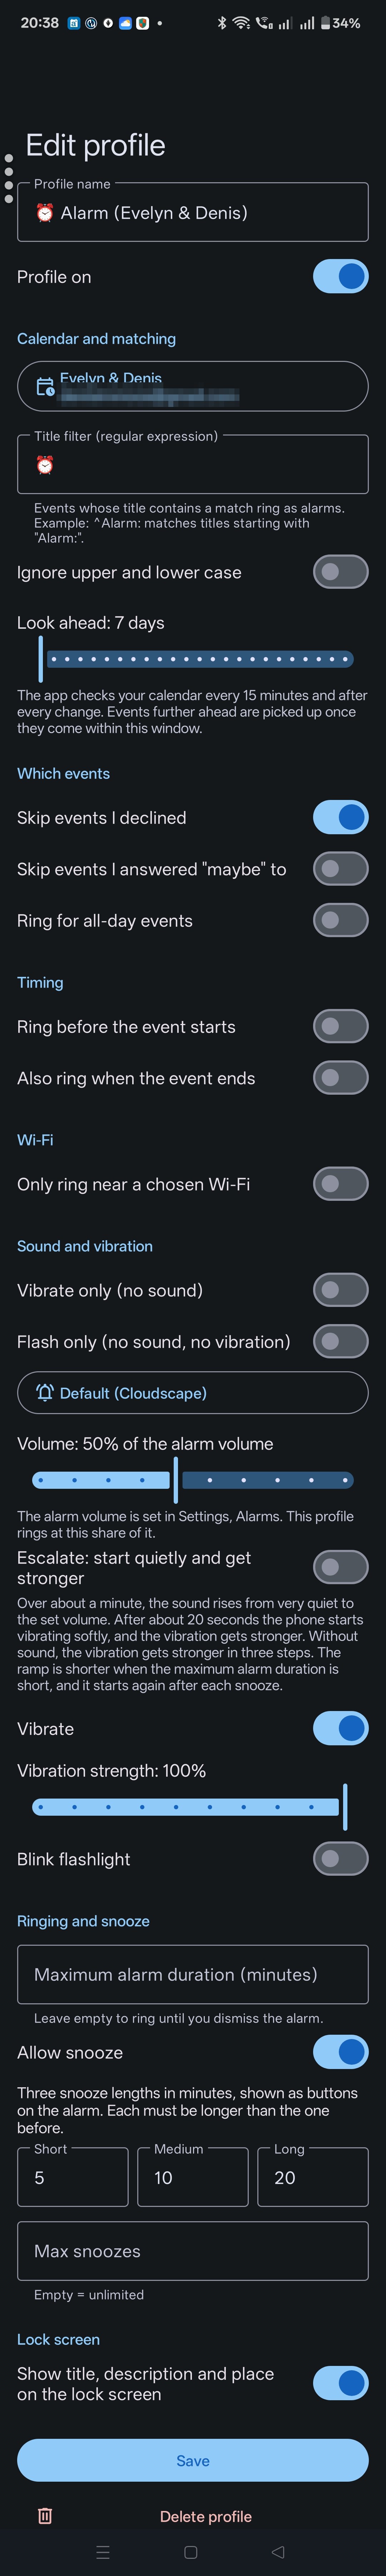 20:38
34%
Edit profile
Profile name
⏰ Alarm (Evelyn & Denis)
Profile on
Calendar and matching
Evelyn & Denis
Title filter (regular expression)
⏰
Events whose title contains a match ring as alarms.
Example: ^Alarm: matches titles starting with
"Alarm:".
Ignore upper and lower case
Look ahead: 7 days
The app checks your calendar every 15 minutes and after
every change. Events further ahead are picked up once
they come within this window.
Which events
Skip events I declined
Skip events I answered "maybe" to
Ring for all-day events
Timing
Ring before the event starts
Also ring when the event ends
Wi-Fi
Only ring near a chosen Wi-Fi
Sound and vibration
Vibrate only (no sound)
Flash only (no sound, no vibration)
Default (Cloudscape)
Volume: 50% of the alarm volume
The alarm volume is set in Settings, Alarms. This profile
rings at this share of it.
Escalate: start quietly and get
stronger
Over about a minute, the sound rises from very quiet to
the set volume. After about 20 seconds the phone starts
vibrating softly, and the vibration gets stronger. Without
sound, the vibration gets stronger in three steps. The
ramp is shorter when the maximum alarm duration is
short, and it starts again after each snooze.
Vibrate
Vibration strength: 100%
Blink flashlight
Ringing and snooze
Maximum alarm duration (minutes)
Leave empty to ring until you dismiss the alarm.
Allow snooze
Three snooze lengths in minutes, shown as buttons
on the alarm. Each must be longer than the one
before.
Short Medium Long
5 10 20
Max snoozes
Empty = unlimited
Lock screen
Show title, description and place
on the lock screen
Save
Delete profile